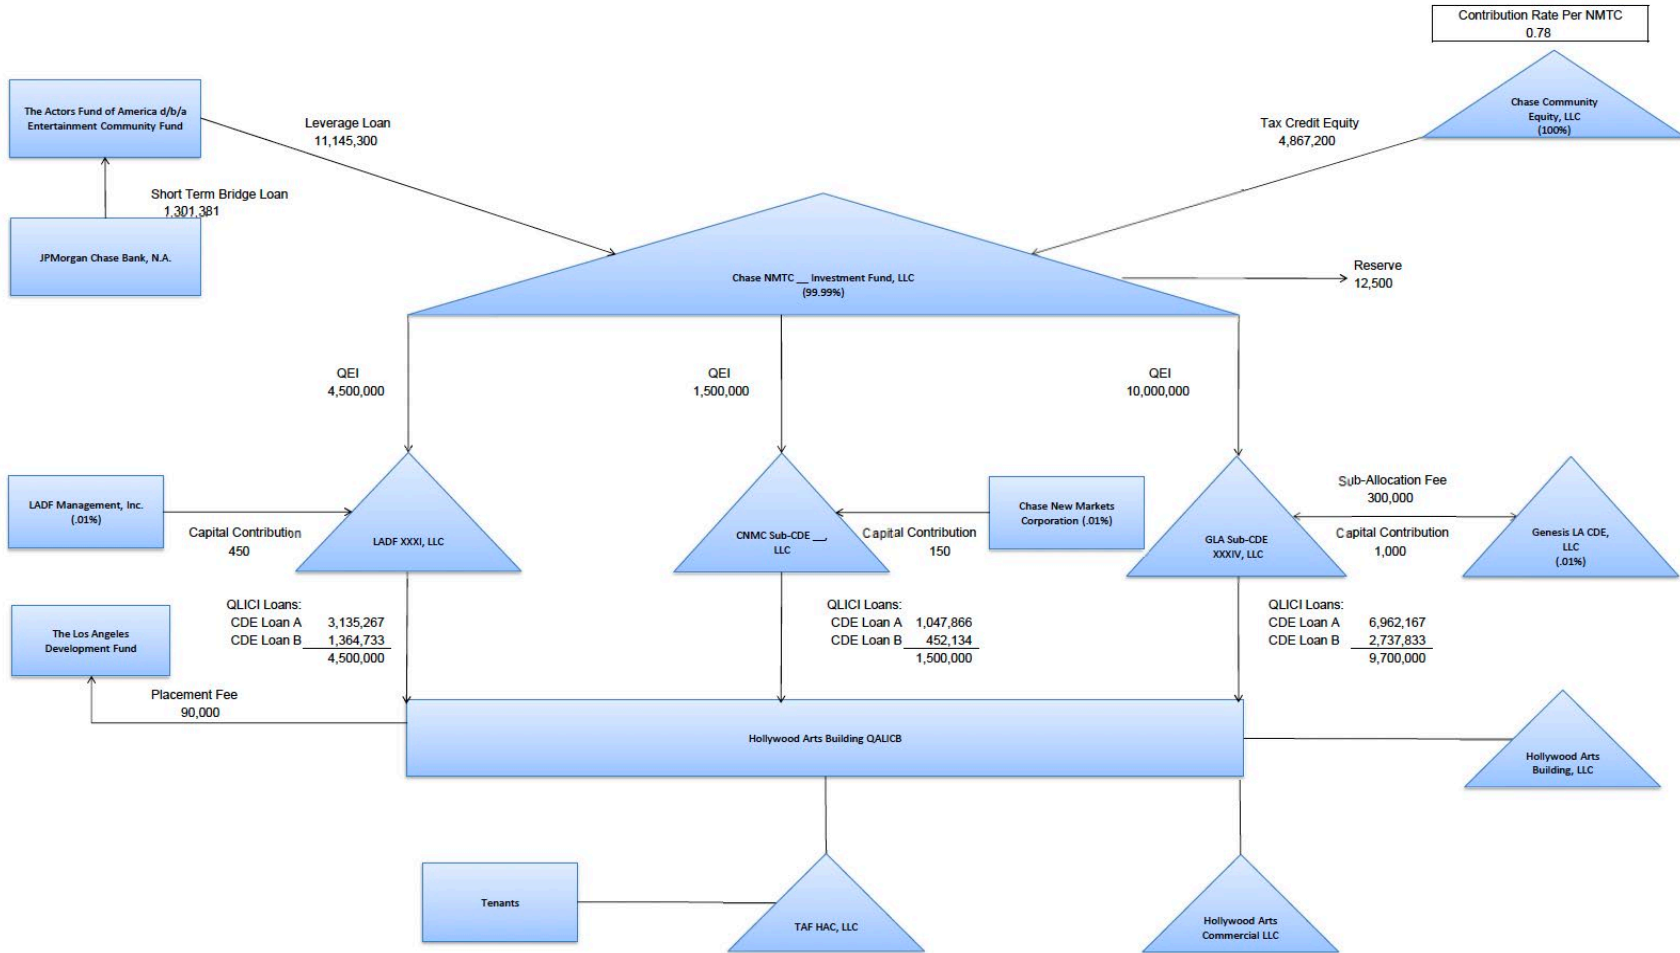 Contribution Rate Per NMTC
0.78
The Actors Fund of America d/b/a
Entertainment Community Fund
Leverage Loan
11,145,300
Chase Community
Equity, LLC
(100%)
Tax Credit Equity
4,867,200
Short Term Bridge Loan
1,301,381
JPMorgan Chase Bank, N.A.
Chase NMTC __ Investment Fund, LLC
(99.99%)
Reserve
12,500
QEI
4,500,000
QEI
1,500,000
QEI
10,000,000
LADF Management, Inc.
(.01%)
Capital Contribution
450
LADF XXXI, LLC
CNMC Sub-CDE __,
LLC
Capital Contribution
150
Chase New Markets
Corporation (.01%)
GLA Sub-CDE
XXXIV, LLC
Sub-Allocation Fee
300,000
Capital Contribution
1,000
Genesis LA CDE,
LLC
(.01%)
The Los Angeles
Development Fund
QLICI Loans:
CDE Loan A 3,135,267
CDE Loan B 1,364,733
4,500,000
QLICI Loans:
CDE Loan A 1,047,866
CDE Loan B 452,134
1,500,000
QLICI Loans:
CDE Loan A 6,962,167
CDE Loan B 2,737,833
9,700,000
Placement Fee
90,000
Hollywood Arts Building QALICB
Hollywood Arts
Building, LLC
Tenants
TAF HAC, LLC
Hollywood Arts
Commercial LLC